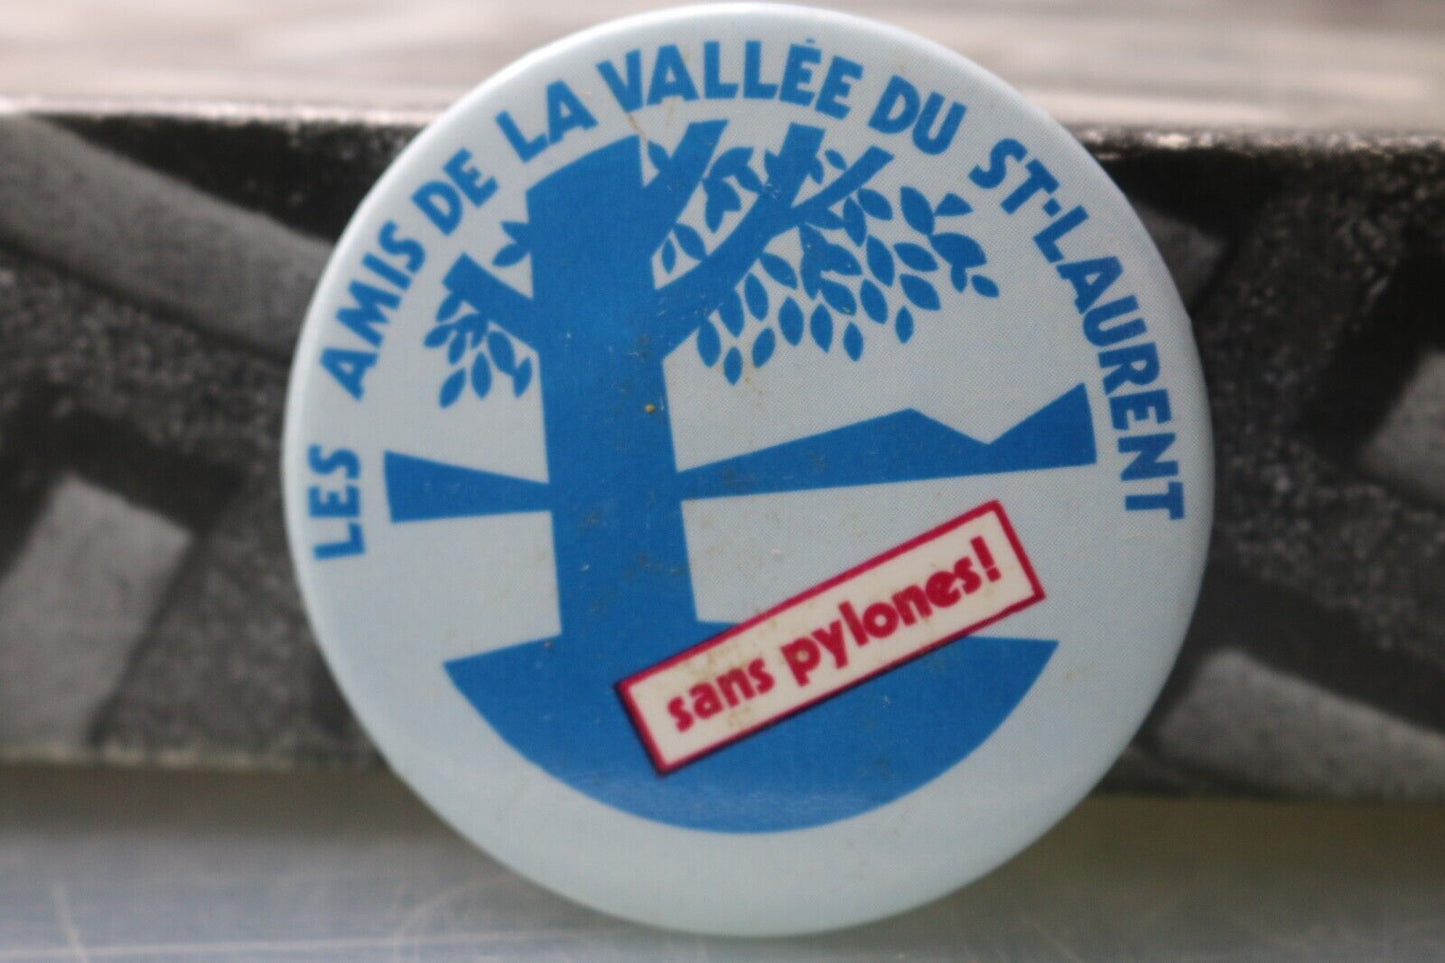 LES AMIS DE LA VALLÉE DU ST-LAURENT
sans pylones!